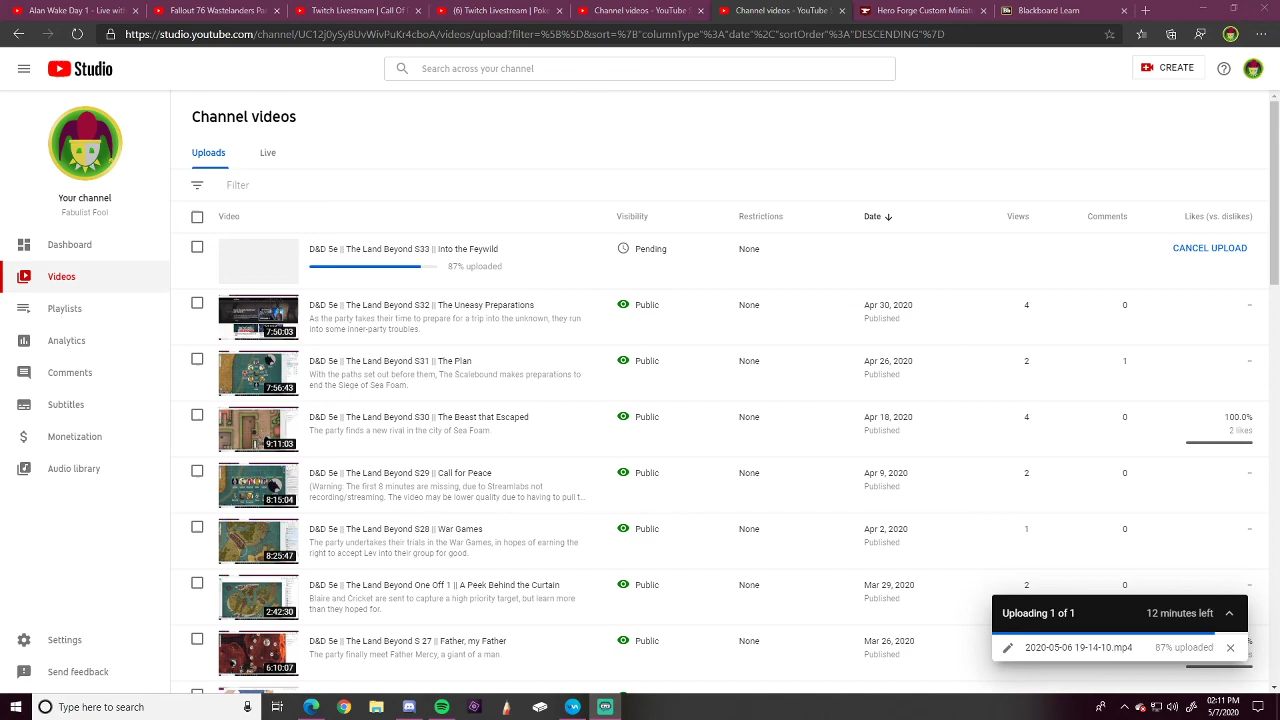 Alan Wake Day 1 - Live with
Fallout 76 Wastelanders Pa
Twitch Livestream | Call Of D
(6) Twitch Livestream | Poke
Channel videos - YouTube S
Channel videos - YouTube S
Hero Forge Custom Miniatu
Blackboard Learn
https://studio.youtube.com/channel/UC12j0ySyBUvWivPuKr4cboA/videos/upload?filter=%5B%5D&sort=%7B"columnType"%3A"date"%2C"sortOrder"%3A"DESCENDING"%7D
Studio
Search across your channel
CREATE
Your channel
Fabulist Fool
Dashboard
Videos
Playlists
Analytics
Comments
Subtitles
Monetization
Audio library
Settings
Send feedback
Channel videos
Uploads Live
Filter
Video Visibility Restrictions Date Views Comments Likes (vs. dislikes)
D&D 5e || The Land Beyond S33 || Into the Feywild Pending None CANCEL UPLOAD
87% uploaded
D&D 5e || The Land Beyond S32 || The Uneasy Preparations Public None Apr 30, 2020 4 0 –
As the party takes their time to prepare for a trip into the unknown, they run Published
into some inner-party troubles.
7:50:03
D&D 5e || The Land Beyond S31 || The Plan Public None Apr 26, 2020 2 1 –
With the paths set out before them, The Scalebound makes preparations to Published
end the Siege of Sea Foam.
7:56:43
D&D 5e || The Land Beyond S30 || The Beast that Escaped Public None Apr 18, 2020 4 0 100.0%
The party finds a new rival in the city of Sea Foam. Published 2 likes
9:11:03
D&D 5e || The Land Beyond S29 || Call for Peace Public None Apr 9, 2020 2 0 –
(Warning. The first 8 minutes are missing, due to Streamlabs not Published
recording/streaming. The video may be lower quality due to having to pull t...
8:15:04
D&D 5e || The Land Beyond S28 || War Games Public None Apr 2, 2020 1 0 –
The party undertakes their trials in the War Games, in hopes of earning the Published
right to accept Lev into their group for good.
8:25:47
D&D 5e || The Land Beyond One Off 1 || A Peek Behind the Curtain Public None Mar 29, 2020 2 0 –
Blaire and Cricket are sent to capture a high priority target, but learn more Published
than they hoped for.
2:42:30
D&D 5e || The Land Beyond S 27 || Father, my Father Public None Mar 26, 2020
The party finally meet Father Mercy, a giant of a man. Published
6:10:07
Uploading 1 of 1 12 minutes left
2020-05-06 19-14-10.mp4 87% uploaded
Type here to search
02:11 PM
5/7/2020